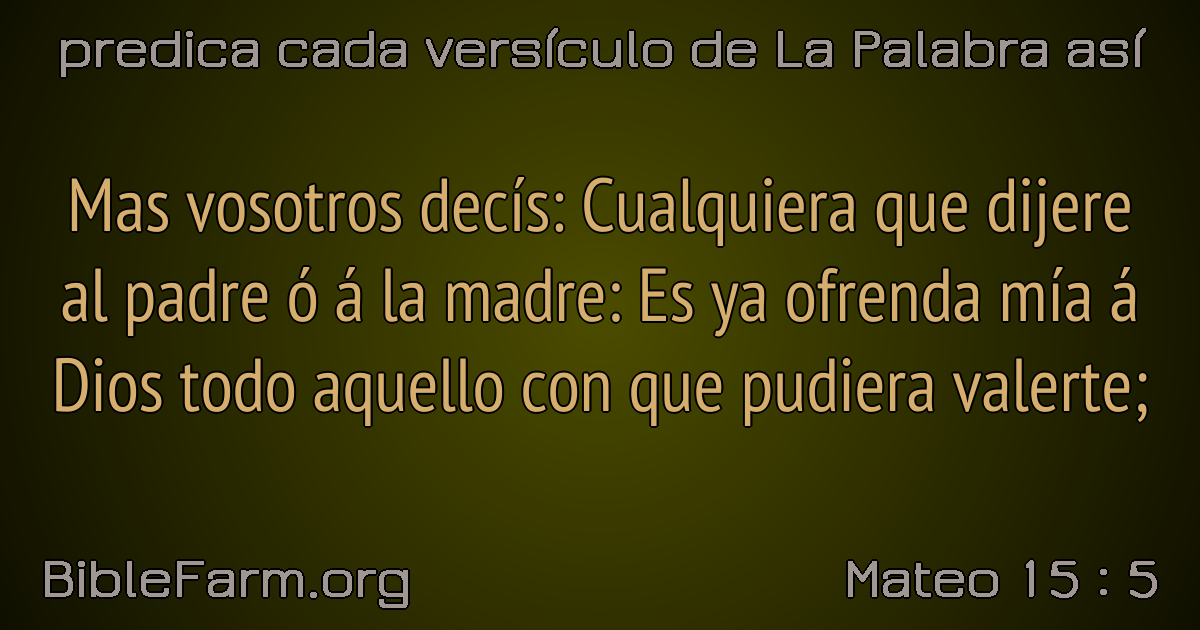 predica cada versículo de La Palabra así
Mas vosotros decís: Cualquiera que dijere
al padre ó á la madre: Es ya ofrenda mía á
Dios todo aquello con que pudiera valerte;
BibleFarm.org
Mateo 15 : 5